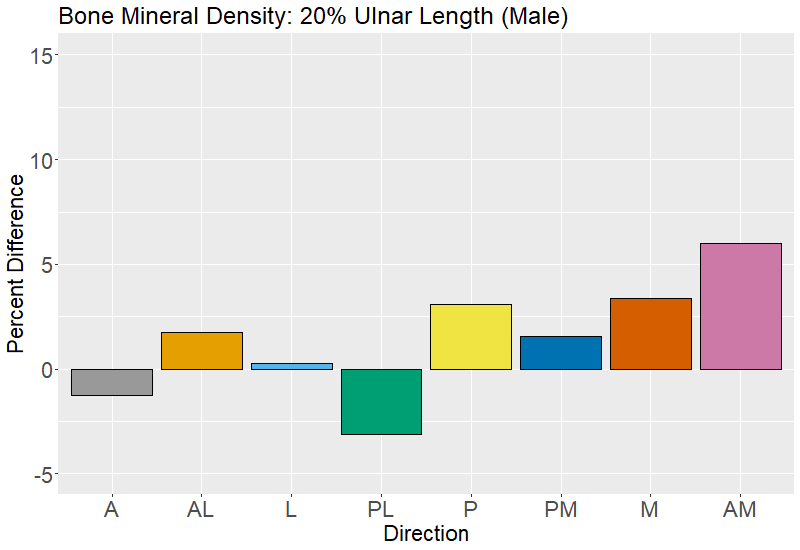 Bone Mineral Density: 20% Ulnar Length (Male)
Percent Difference
15
10
5
0
-5
A AL L PL P PM M AM
Direction